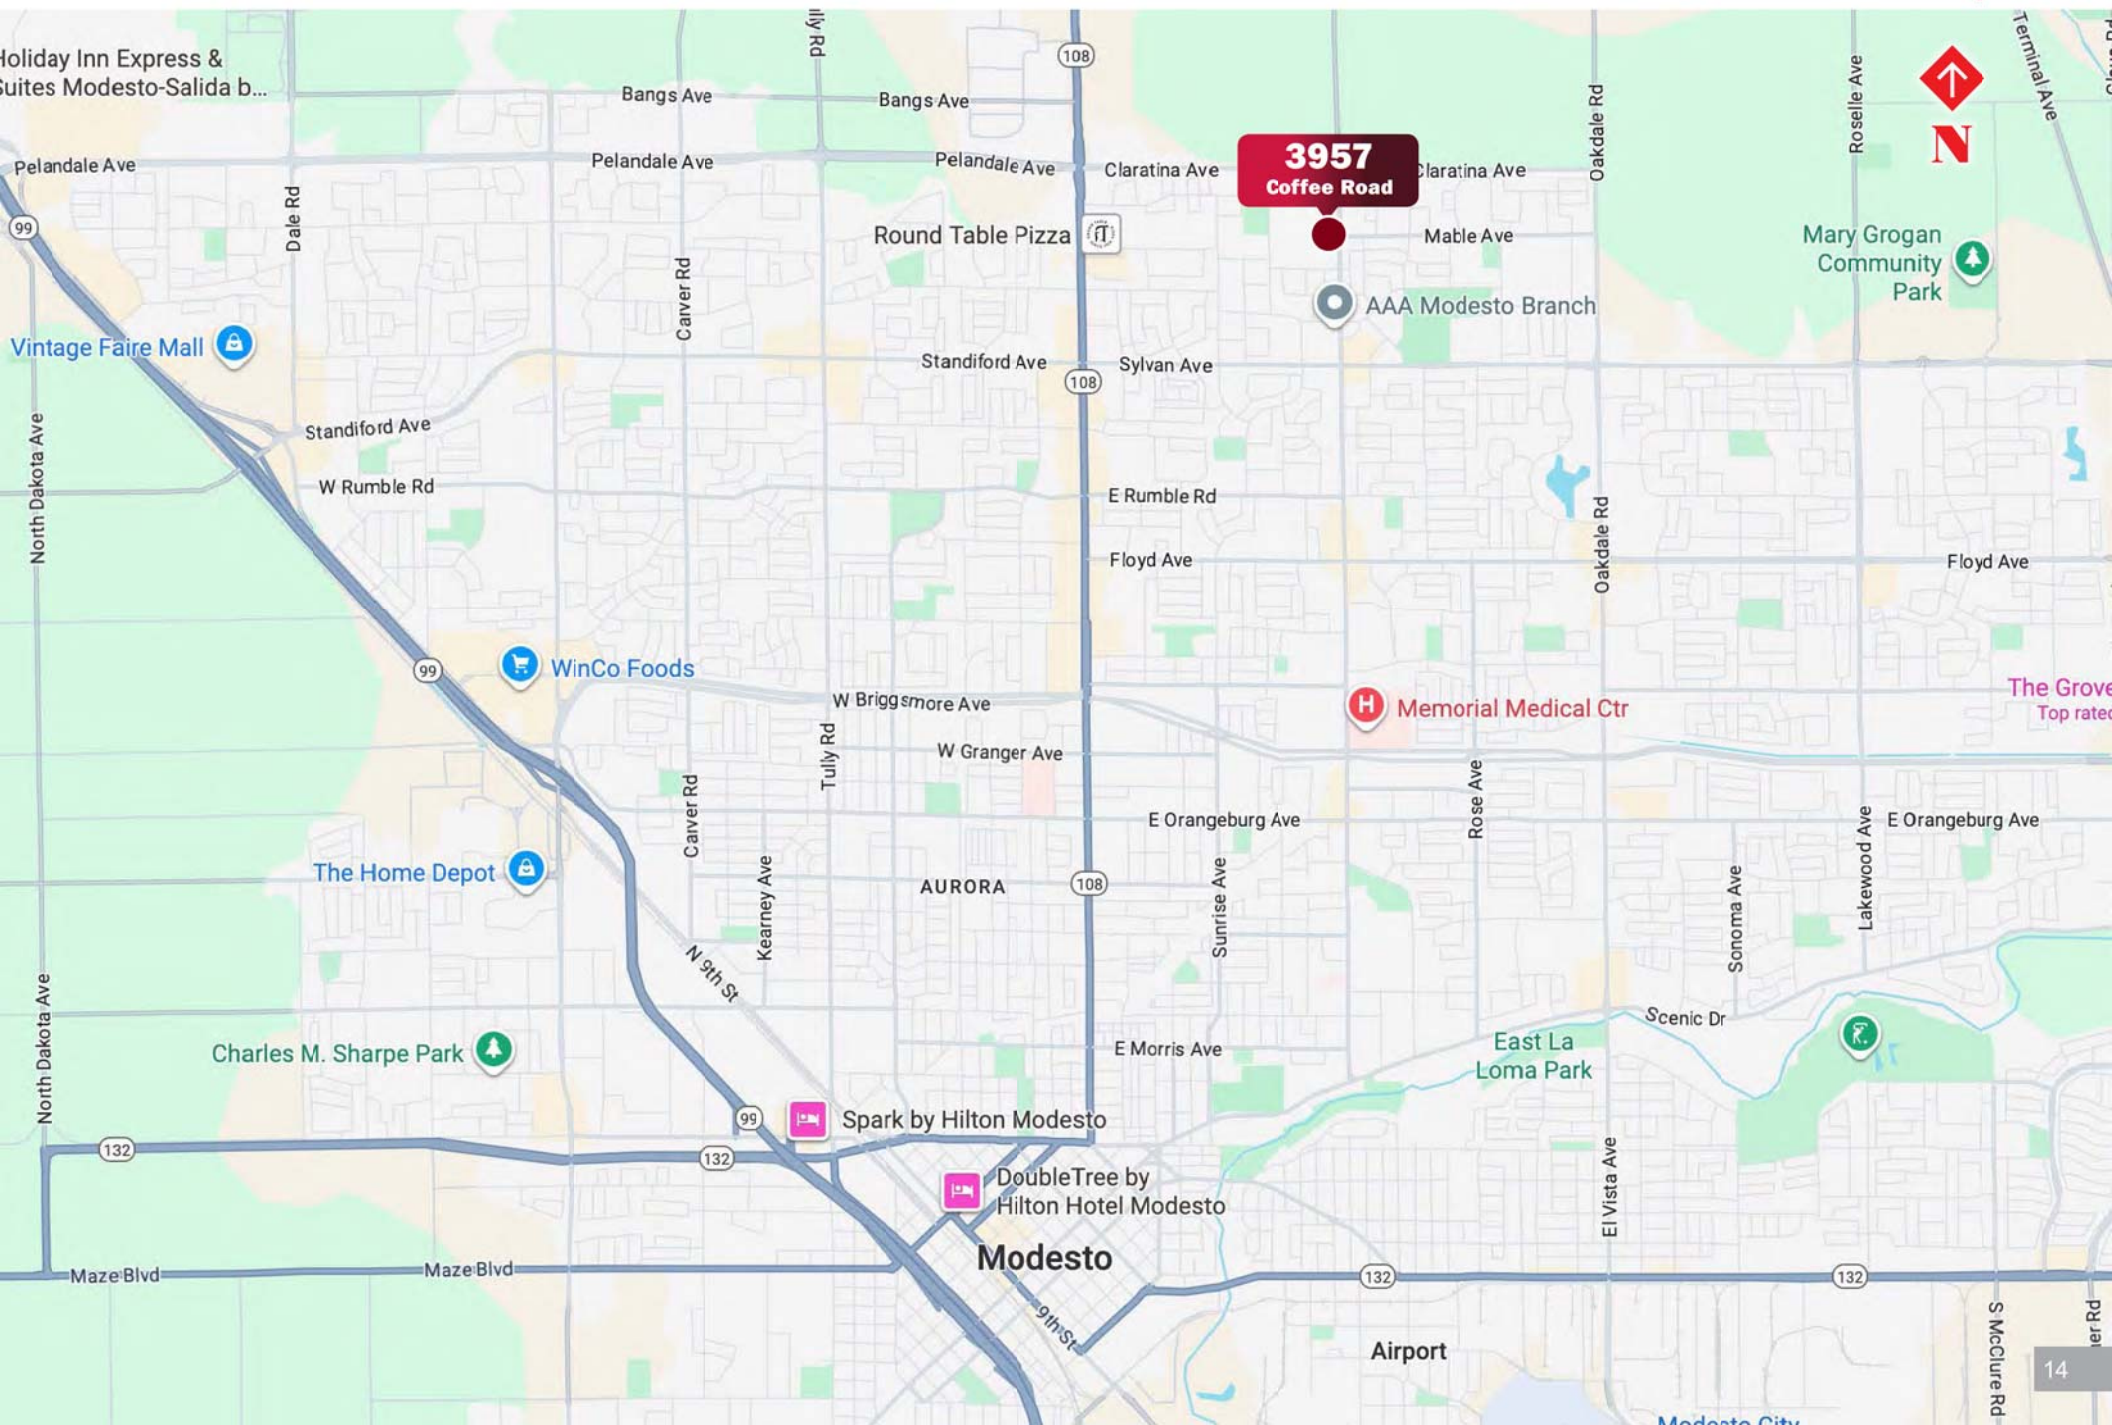 108
Terminal Ave
Holiday Inn Express &
Suites Modesto-Salida b...
Bangs Ave
Bangs Ave
Oakdale Rd
Roselle Ave
N
3957
Coffee Road
Pelandale Ave
Pelandale Ave
Pelandale Ave
Claratina Ave
Claratina Ave
99
Dale Rd
Round Table Pizza
Mable Ave
Mary Grogan
Community
Park
Carver Rd
AAA Modesto Branch
Vintage Faire Mall
Standiford Ave
108
Sylvan Ave
Standiford Ave
North Dakota Ave
W Rumble Rd
E Rumble Rd
Oakdale Rd
Floyd Ave
Floyd Ave
99
WinCo Foods
W Briggsmore Ave
Memorial Medical Ctr
The Grove
Top rated
Tully Rd
W Granger Ave
Rose Ave
Carver Rd
E Orangeburg Ave
E Orangeburg Ave
Lakewood Ave
The Home Depot
Kearney Ave
AURORA
108
Sunrise Ave
Sonoma Ave
N 9th St
North Dakota Ave
Scenic Dr
Charles M. Sharpe Park
E Morris Ave
East La
Loma Park
99
Spark by Hilton Modesto
132
132
DoubleTree by
Hilton Hotel Modesto
El Vista Ave
Modesto
Maze Blvd
Maze Blvd
132
132
9th St
Airport
S McClure Rd
14
Modesto City